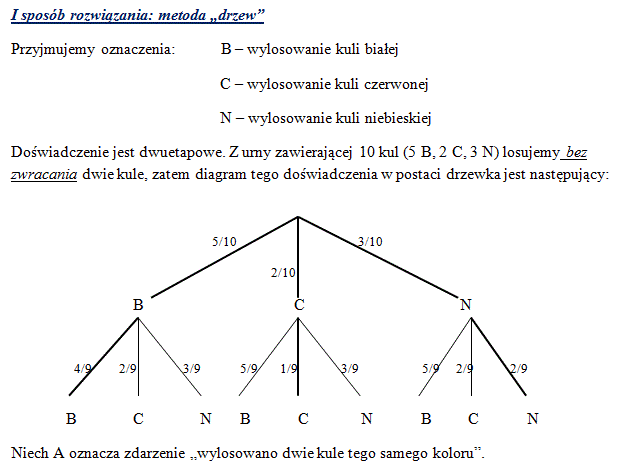 I sposób rozwiązania: metoda „drzew”
Przyjmujemy oznaczenia: B – wylosowanie kuli białej
C – wylosowanie kuli czerwonej
N – wylosowanie kuli niebieskiej
Doświadczenie jest dwuetapowe. Z urny zawierającej 10 kul (5 B, 2 C, 3 N) losujemy bez
zwracania dwie kule, zatem diagram tego doświadczenia w postaci drzewka jest następujący:
5/10 3/10
2/10
B C N
4/9 2/9 3/9 5/9 1/9 3/9 5/9 2/9 2/9
B C N B C N B C N
Niech A oznacza zdarzenie „wylosowano dwie kule tego samego koloru”.